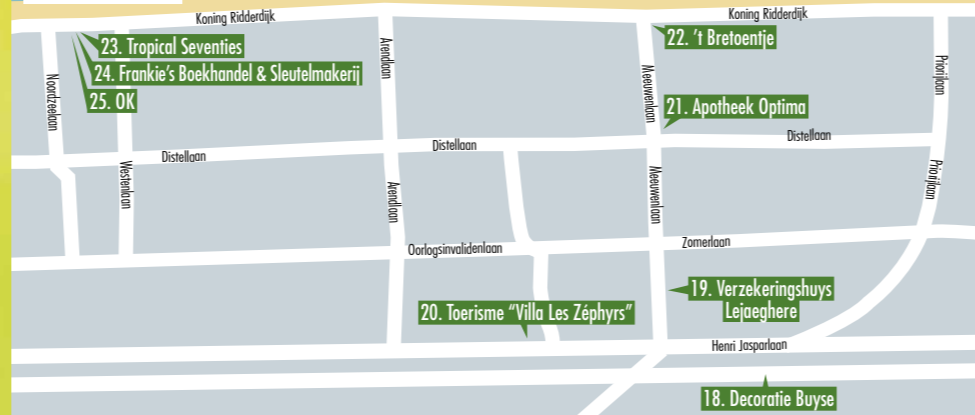 Koning Ridderdijk
Koning Ridderdijk
23. Tropical Seventies
24. Frankie's Boekhandel & Sleutelmakerij
25. OK
22. 't Bretoentje
21. Apotheek Optima
Noordzeelaan
Westenlaan
Arendlaan
Meeuwenlaan
Priorijlaan
Distellaan
Distellaan
Distellaan
Arendlaan
Meeuwenlaan
Priorijlaan
Oorlogsinvalidenlaan
Zomerlaan
19. Verzekeringshuys
Lejaeghere
20. Toerisme “Villa Les Zéphyrs”
Henri Jasparlaan
18. Decoratie Buyse